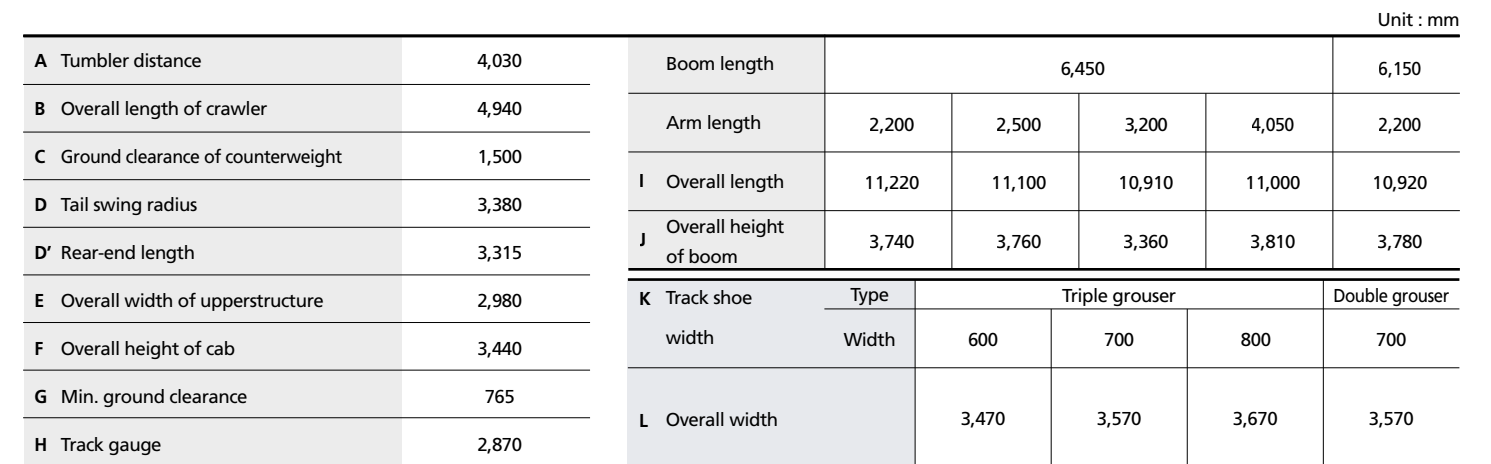 Unit : mm
A Tumbler distance 4,030
B Overall length of crawler 4,940
C Ground clearance of counterweight 1,500
D Tail swing radius 3,380
D’ Rear-end length 3,315
E Overall width of upperstructure 2,980
F Overall height of cab 3,440
G Min. ground clearance 765
H Track gauge 2,870
Boom length 6,450 6,150
Arm length 2,200 2,500 3,200 4,050 2,200
I Overall length 11,220 11,100 10,910 11,000 10,920
J Overall height
of boom 3,740 3,760 3,360 3,810 3,780
K Track shoe Type Triple grouser Double grouser
width Width 600 700 800 700
L Overall width 3,470 3,570 3,670 3,570